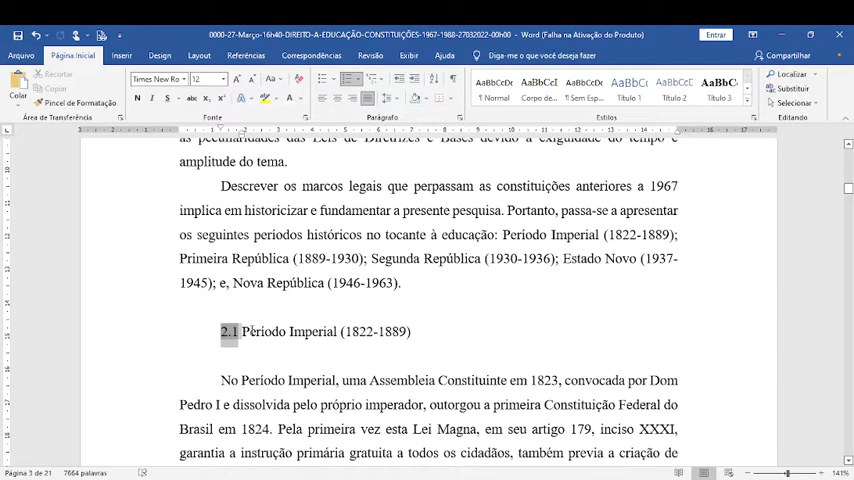 0000-27-Março-16h40-DIREITO-A-EDUCAÇÃO-CONSTITUIÇÕES-1967-1988-27032022-00h00 - Word (Falha na Ativação do Produto)
Entrar
Arquivo Página Inicial Inserir Design Layout Referências Correspondências Revisão Exibir Ajuda Diga-me o que você deseja fazer Compartilhar
Colar
Recortar
Copiar
Pincel de Formatação
Área de Transferência
Times New Ro 12
N I S abc x₂ x²
Fonte
Parágrafo
AaBbCcDc AaBbCcI AaBbCcDc AaBbCc AaBbCcD AaBbC
¶ Normal Corpo de... ¶ Sem Esp... Título 1 Título 2 Título 3
Estilos
Localizar
Substituir
Selecionar
Editando
as peculiaridades das Leis de Diretrizes e Bases devido à exiguidade do tempo e
amplitude do tema.
Descrever os marcos legais que perpassam as constituições anteriores a 1967
implica em historicizar e fundamentar a presente pesquisa. Portanto, passa-se a apresentar
os seguintes períodos históricos no tocante à educação: Período Imperial (1822-1889);
Primeira República (1889-1930); Segunda República (1930-1936); Estado Novo (1937-
1945); e, Nova República (1946-1963).
2.1 Período Imperial (1822-1889)
No Período Imperial, uma Assembleia Constituinte em 1823, convocada por Dom
Pedro I e dissolvida pelo próprio imperador, outorgou a primeira Constituição Federal do
Brasil em 1824. Pela primeira vez esta Lei Magna, em seu artigo 179, inciso XXXI,
garantia a instrução primária gratuita a todos os cidadãos, também previa a criação de
Página 3 de 21 7664 palavras
141%